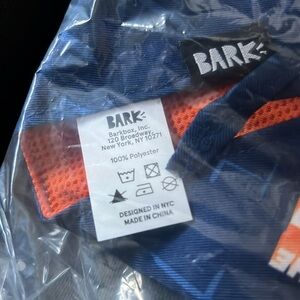 BARK
BARK
Barkbox, Inc.
120 Broadway,
New York, NY 10271
100% Polyester
DESIGNED IN NYC
MADE IN CHINA